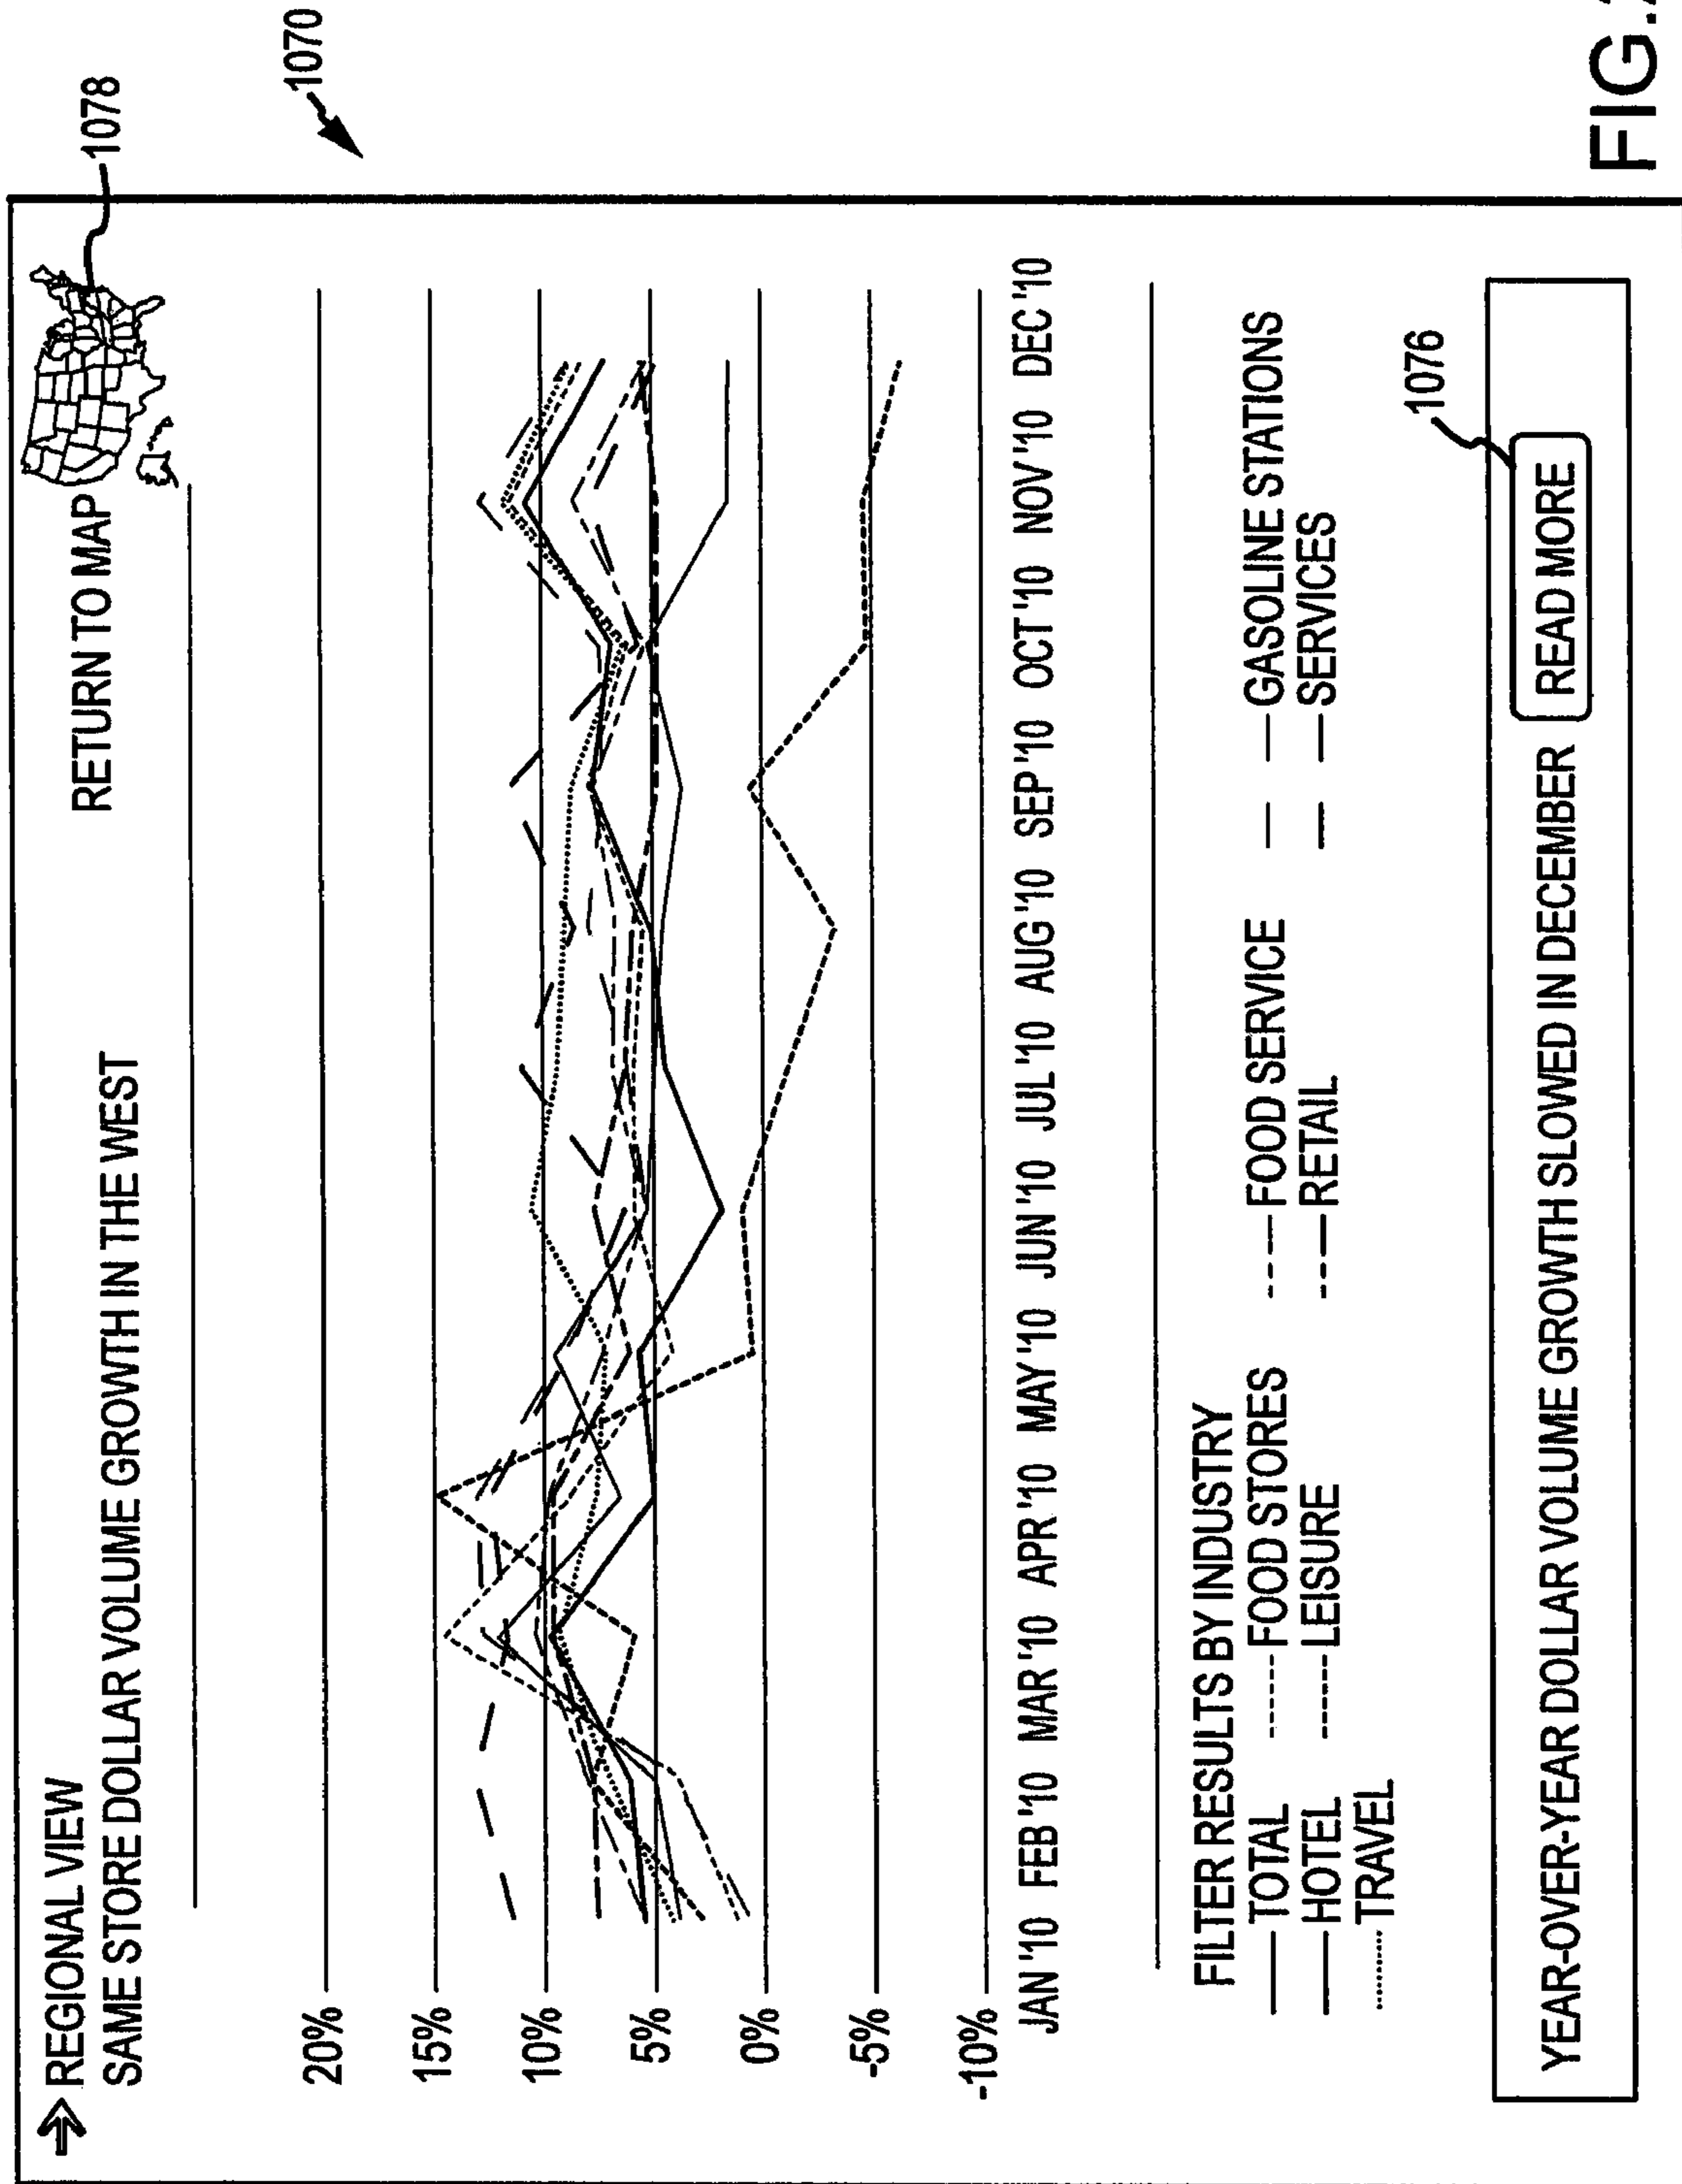 REGIONAL VIEW
SAME STORE DOLLAR VOLUME GROWTH IN THE WEST
RETURN TO MAP
1078
1070
20%
15%
10%
5%
0%
-5%
-10%
JAN '10 FEB '10 MAR '10 APR '10 MAY '10 JUN '10 JUL '10 AUG '10 SEP '10 OCT '10 NOV '10 DEC '10
FILTER RESULTS BY INDUSTRY
TOTAL FOOD STORES FOOD SERVICE GASOLINE STATIONS
HOTEL LEISURE RETAIL SERVICES
TRAVEL
1076
YEAR-OVER-YEAR DOLLAR VOLUME GROWTH SLOWED IN DECEMBER READ MORE
FIG.